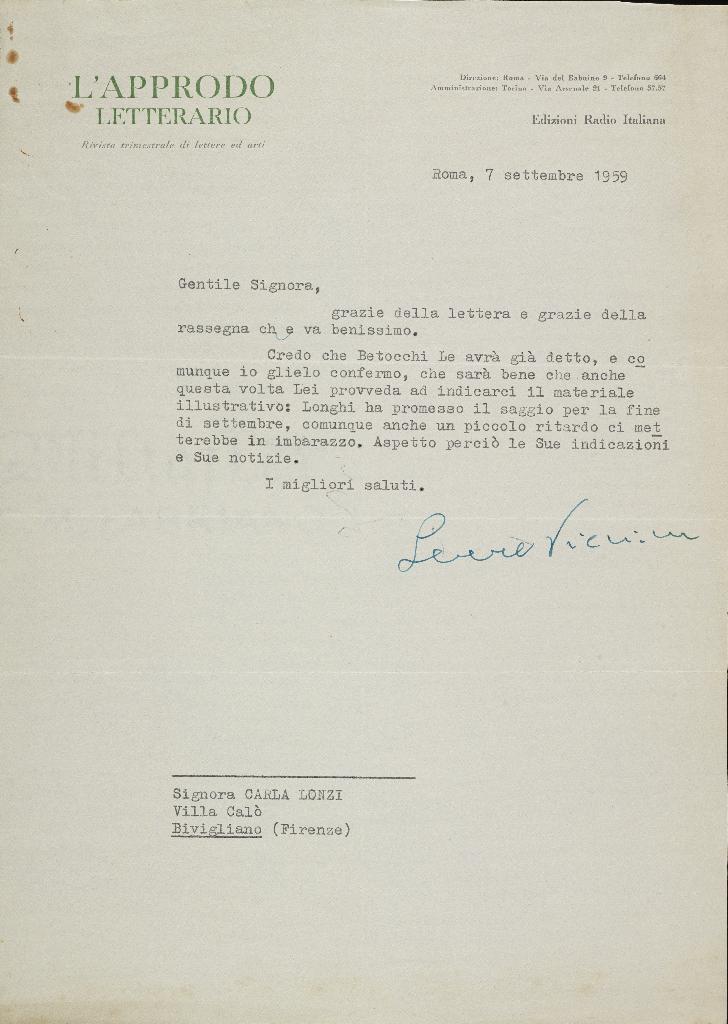 L'APPRODO
LETTERARIO
Rivista trimestrale di lettere ed arti
Direzione: Roma - Via del Babuino 9 - Telefono 664
Amministrazione: Torino - Via Arsenale 21 - Telefono 57.57
Edizioni Radio Italiana
Roma, 7 settembre 1959
Gentile Signora,
grazie della lettera e grazie della
rassegna ch e va benissimo.
Credo che Betocchi Le avrà già detto, e co
munque io glielo confermo, che sarà bene che anche
questa volta Lei provveda ad indicarci il materiale
illustrativo: Longhi ha promesso il saggio per la fine
di settembre, comunque anche un piccolo ritardo ci met
terebbe in imbarazzo. Aspetto perciò le Sue indicazioni
e Sue notizie.
I migliori saluti.
Signora CARLA LONZI
Villa Calò
Bivigliano (Firenze)